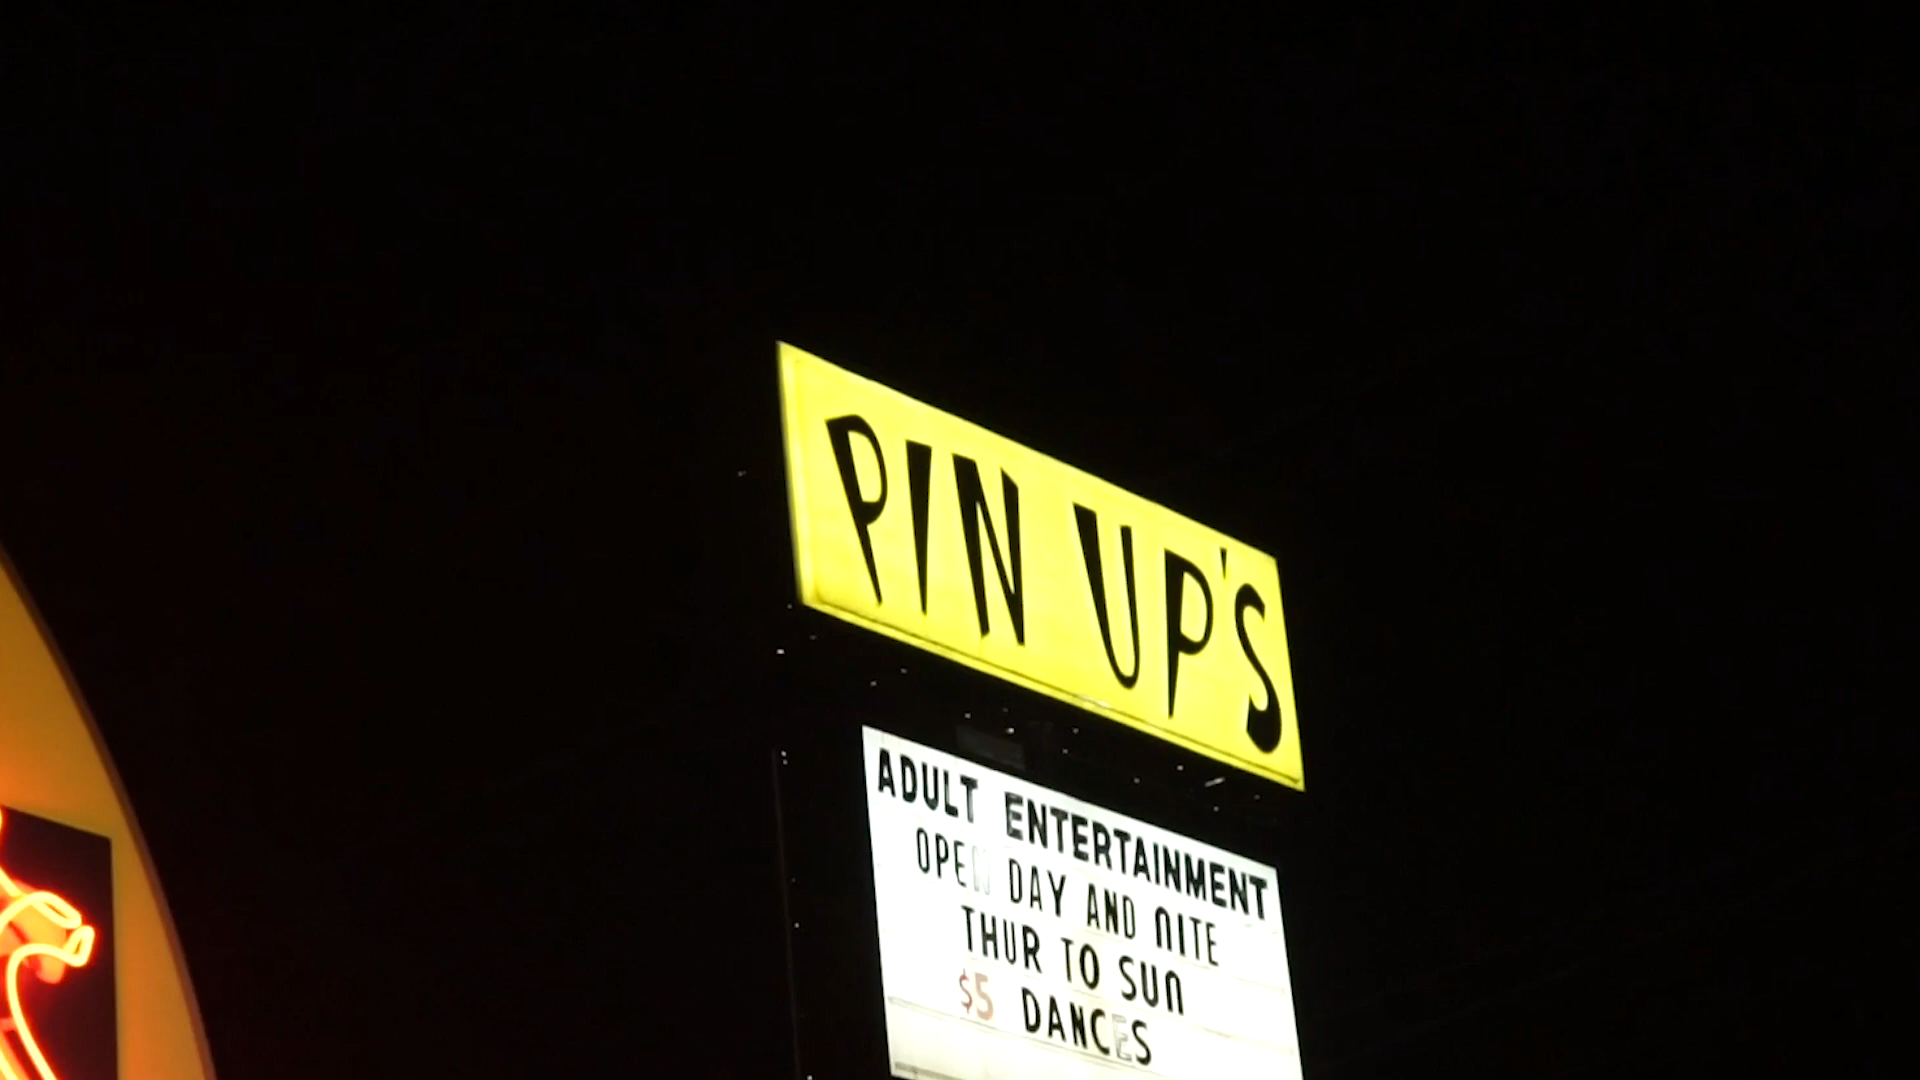 PIN UP'S
ADULT ENTERTAINMENT
OPEN DAY AND NITE
THUR TO SUN
$5 DANCES